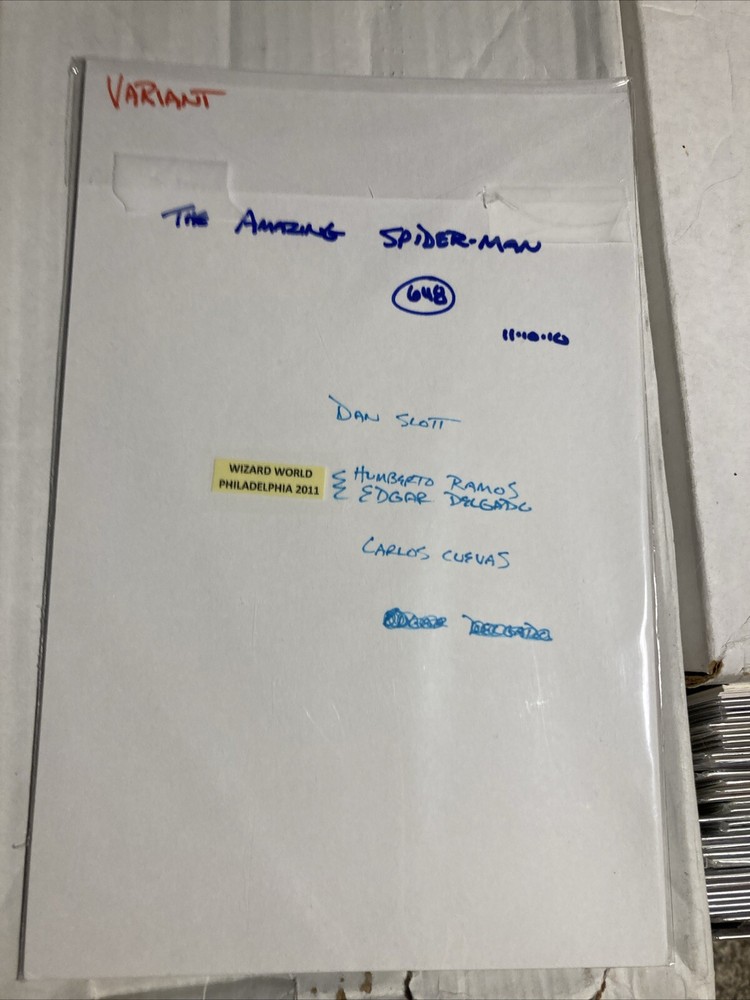 VARIANT
THE AMAZING SPIDER-MAN
648
11·10·10
DAN SLOTT
WIZARD WORLD
PHILADELPHIA 2011
HUMBERTO RAMOS
EDGAR DELGADO
CARLOS CUEVAS